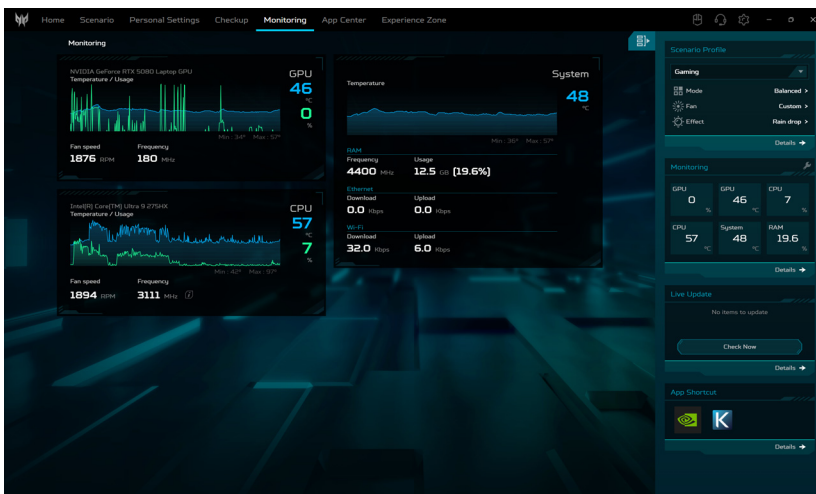 Home Scenario Personal Settings Checkup Monitoring App Center Experience Zone
Monitoring
NVIDIA GeForce RTX 5080 Laptop GPU
Temperature / Usage
GPU
46
°C
0
%
Min : 34° Max : 57°
Fan speed Frequency
1876 RPM 180 MHz
Intel(R) Core(TM) Ultra 9 275HX
Temperature / Usage
CPU
57
°C
7
%
Min : 42° Max : 97°
Fan speed Frequency
1894 RPM 3111 MHz
System
Temperature
48
°C
Min : 36° Max : 57°
RAM
Frequency Usage
4400 MHz 12.5 GB (19.6%)
Ethernet
Download Upload
0.0 Kbps 0.0 Kbps
Wi-Fi
Download Upload
32.0 Kbps 6.0 Kbps
Scenario Profile
Gaming
Mode Balanced >
Fan Custom >
Effect Rain drop >
Details
Monitoring
GPU GPU CPU
0 % 46 °C 7 %
CPU System RAM
57 °C 48 °C 19.6 %
Details
Live Update
No items to update
Check Now
Details
App Shortcut
K
Details